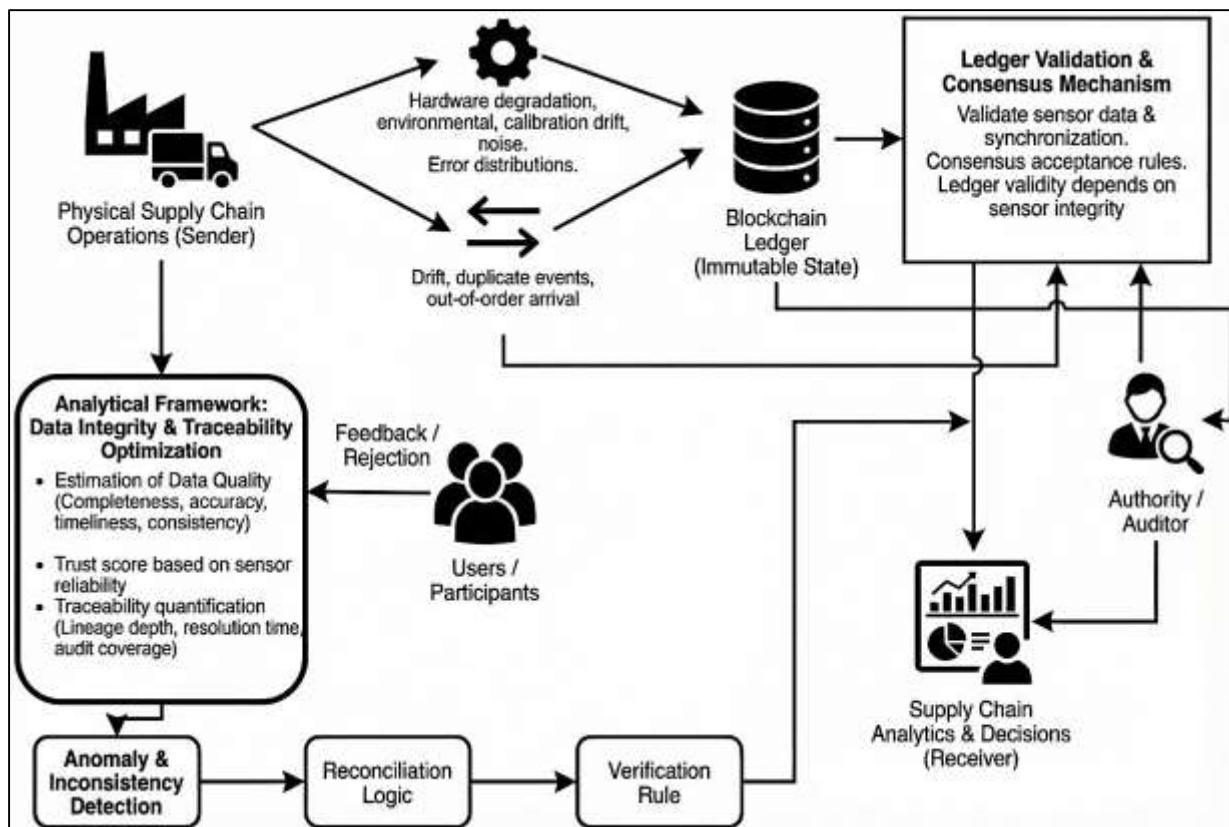 Hardware degradation,
environmental, calibration drift,
noise.
Error distributions.
Ledger Validation &
Consensus Mechanism
Validate sensor data &
synchronization.
Consensus acceptance rules.
Ledger validity depends on
sensor integrity
Physical Supply Chain
Operations (Sender)
Blockchain
Ledger
(Immutable State)
Drift, duplicate events,
out-of-order arrival
Analytical Framework:
Data Integrity & Traceability
Optimization
• Estimation of Data Quality
(Completeness, accuracy,
timeliness, consistency)
• Trust score based on sensor
reliability
• Traceability quantification
(Lineage depth, resolution time,
audit coverage)
Feedback /
Rejection
Users /
Participants
Authority /
Auditor
Supply Chain
Analytics & Decisions
(Receiver)
Anomaly &
Inconsistency
Detection
Reconciliation
Logic
Verification
Rule